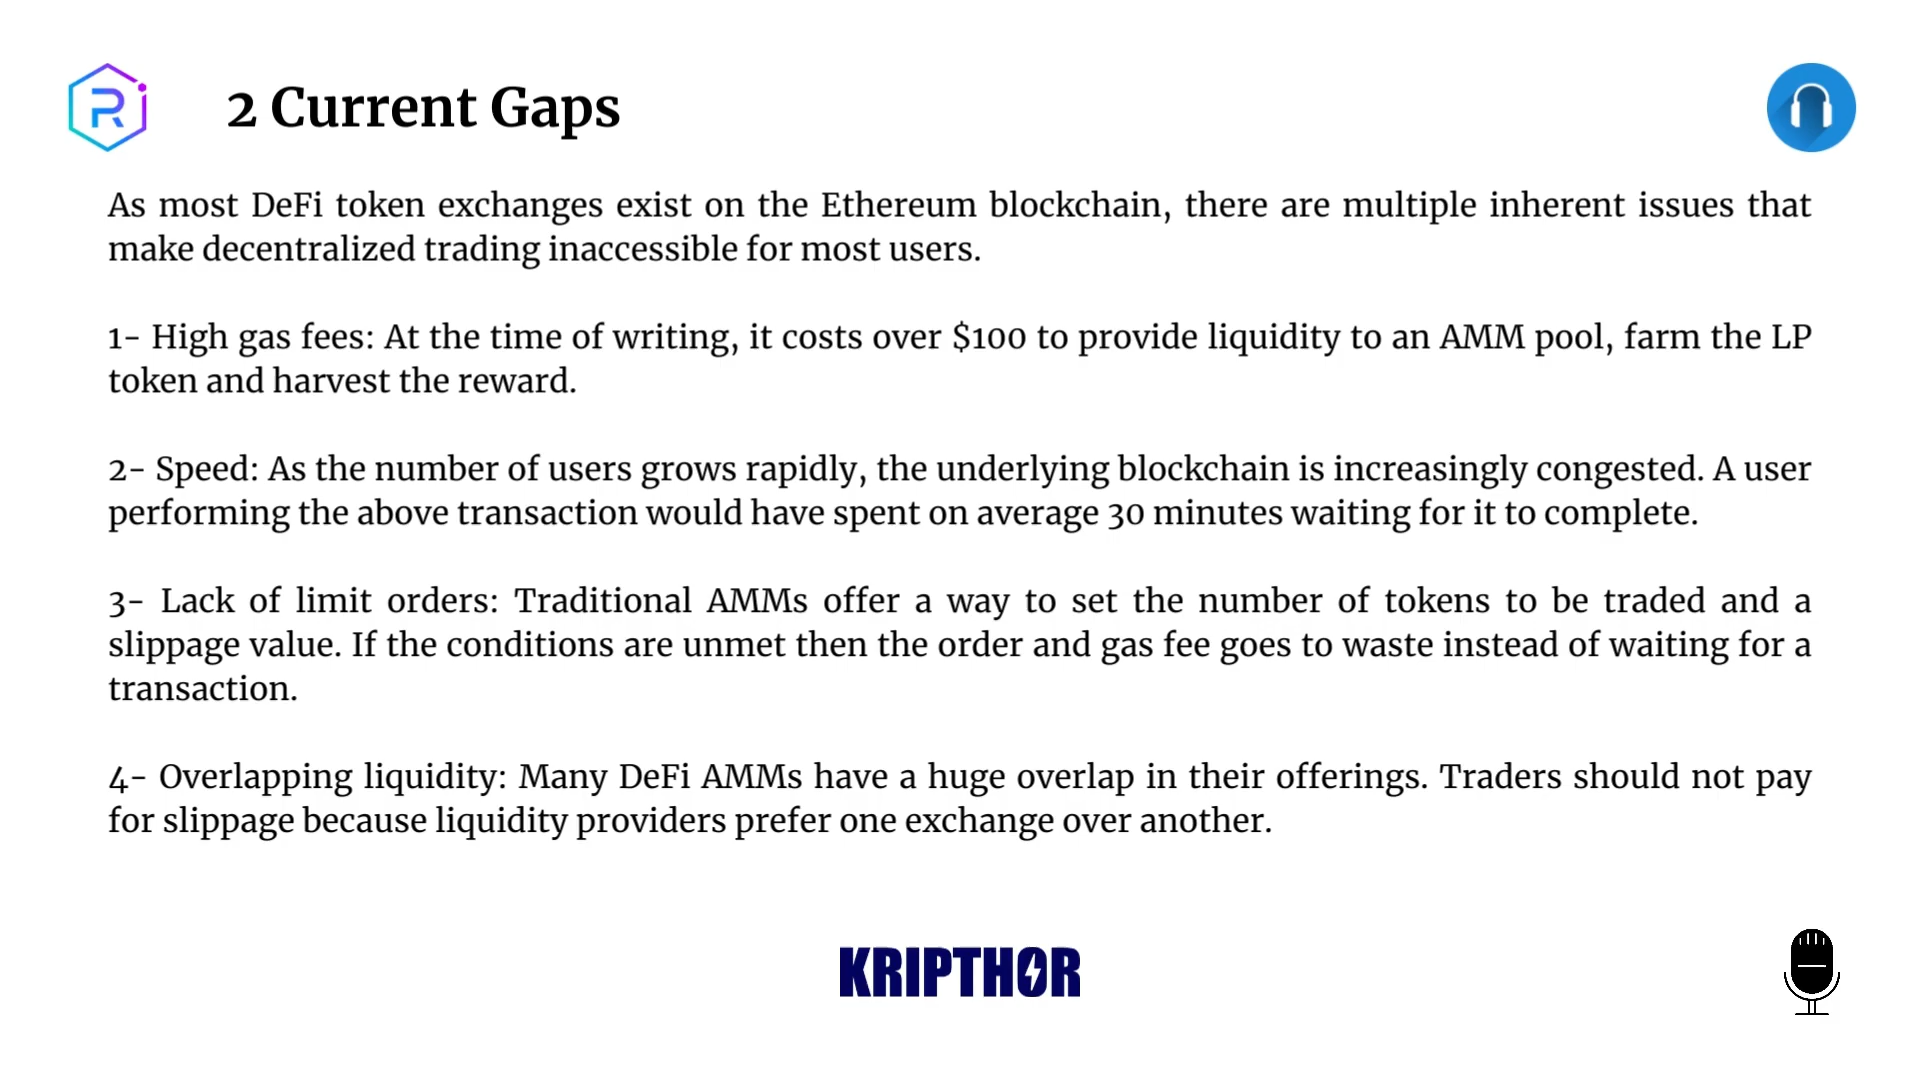 2 Current Gaps
As most DeFi token exchanges exist on the Ethereum blockchain, there are multiple inherent issues that
make decentralized trading inaccessible for most users.
1- High gas fees: At the time of writing, it costs over $100 to provide liquidity to an AMM pool, farm the LP
token and harvest the reward.
2- Speed: As the number of users grows rapidly, the underlying blockchain is increasingly congested. A user
performing the above transaction would have spent on average 30 minutes waiting for it to complete.
3- Lack of limit orders: Traditional AMMs offer a way to set the number of tokens to be traded and a
slippage value. If the conditions are unmet then the order and gas fee goes to waste instead of waiting for a
transaction.
4- Overlapping liquidity: Many DeFi AMMs have a huge overlap in their offerings. Traders should not pay
for slippage because liquidity providers prefer one exchange over another.
KRIPTHOR